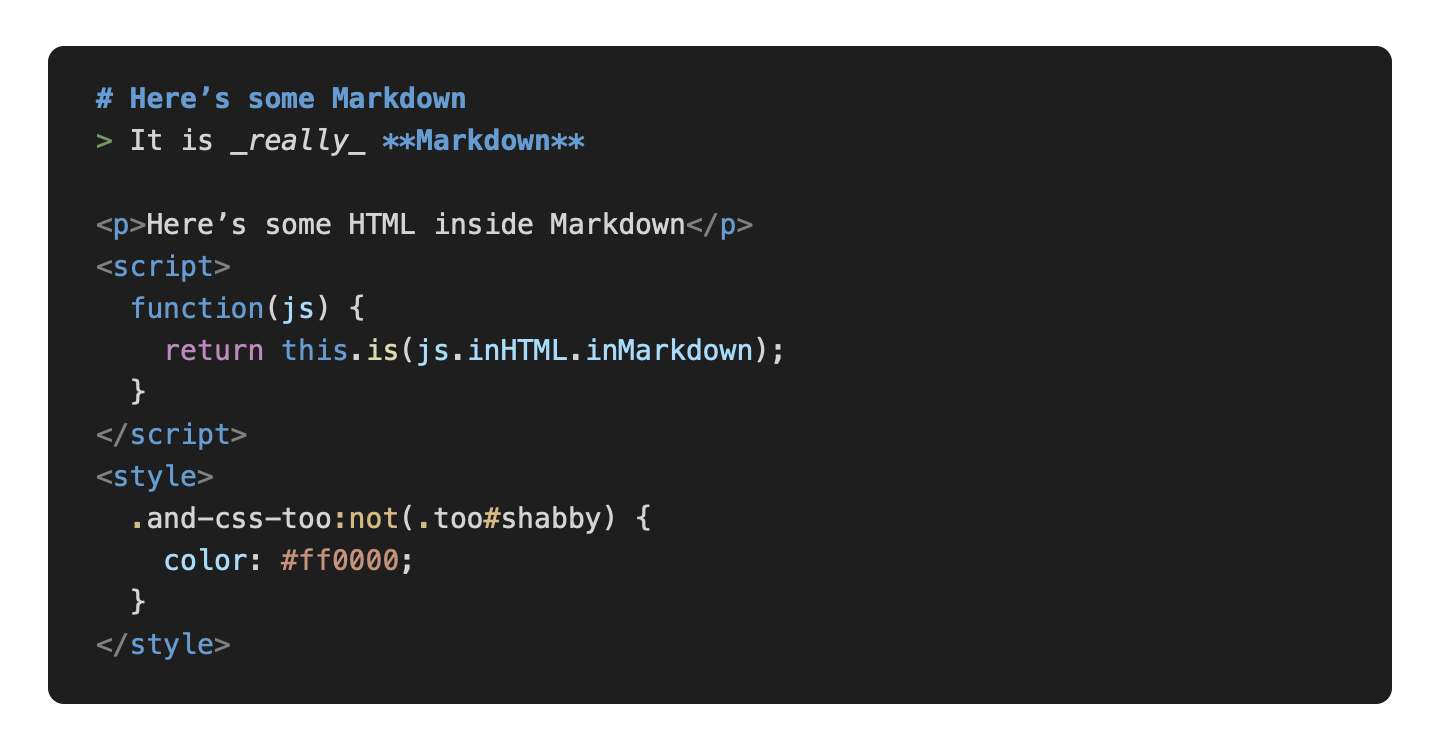 # Here’s some Markdown
> It is _really_ **Markdown**

<p>Here’s some HTML inside Markdown</p>
<script>
  function(js) {
    return this.is(js.inHTML.inMarkdown);
  }
</script>
<style>
  .and-css-too:not(.too#shabby) {
    color: #ff0000;
  }
</style>